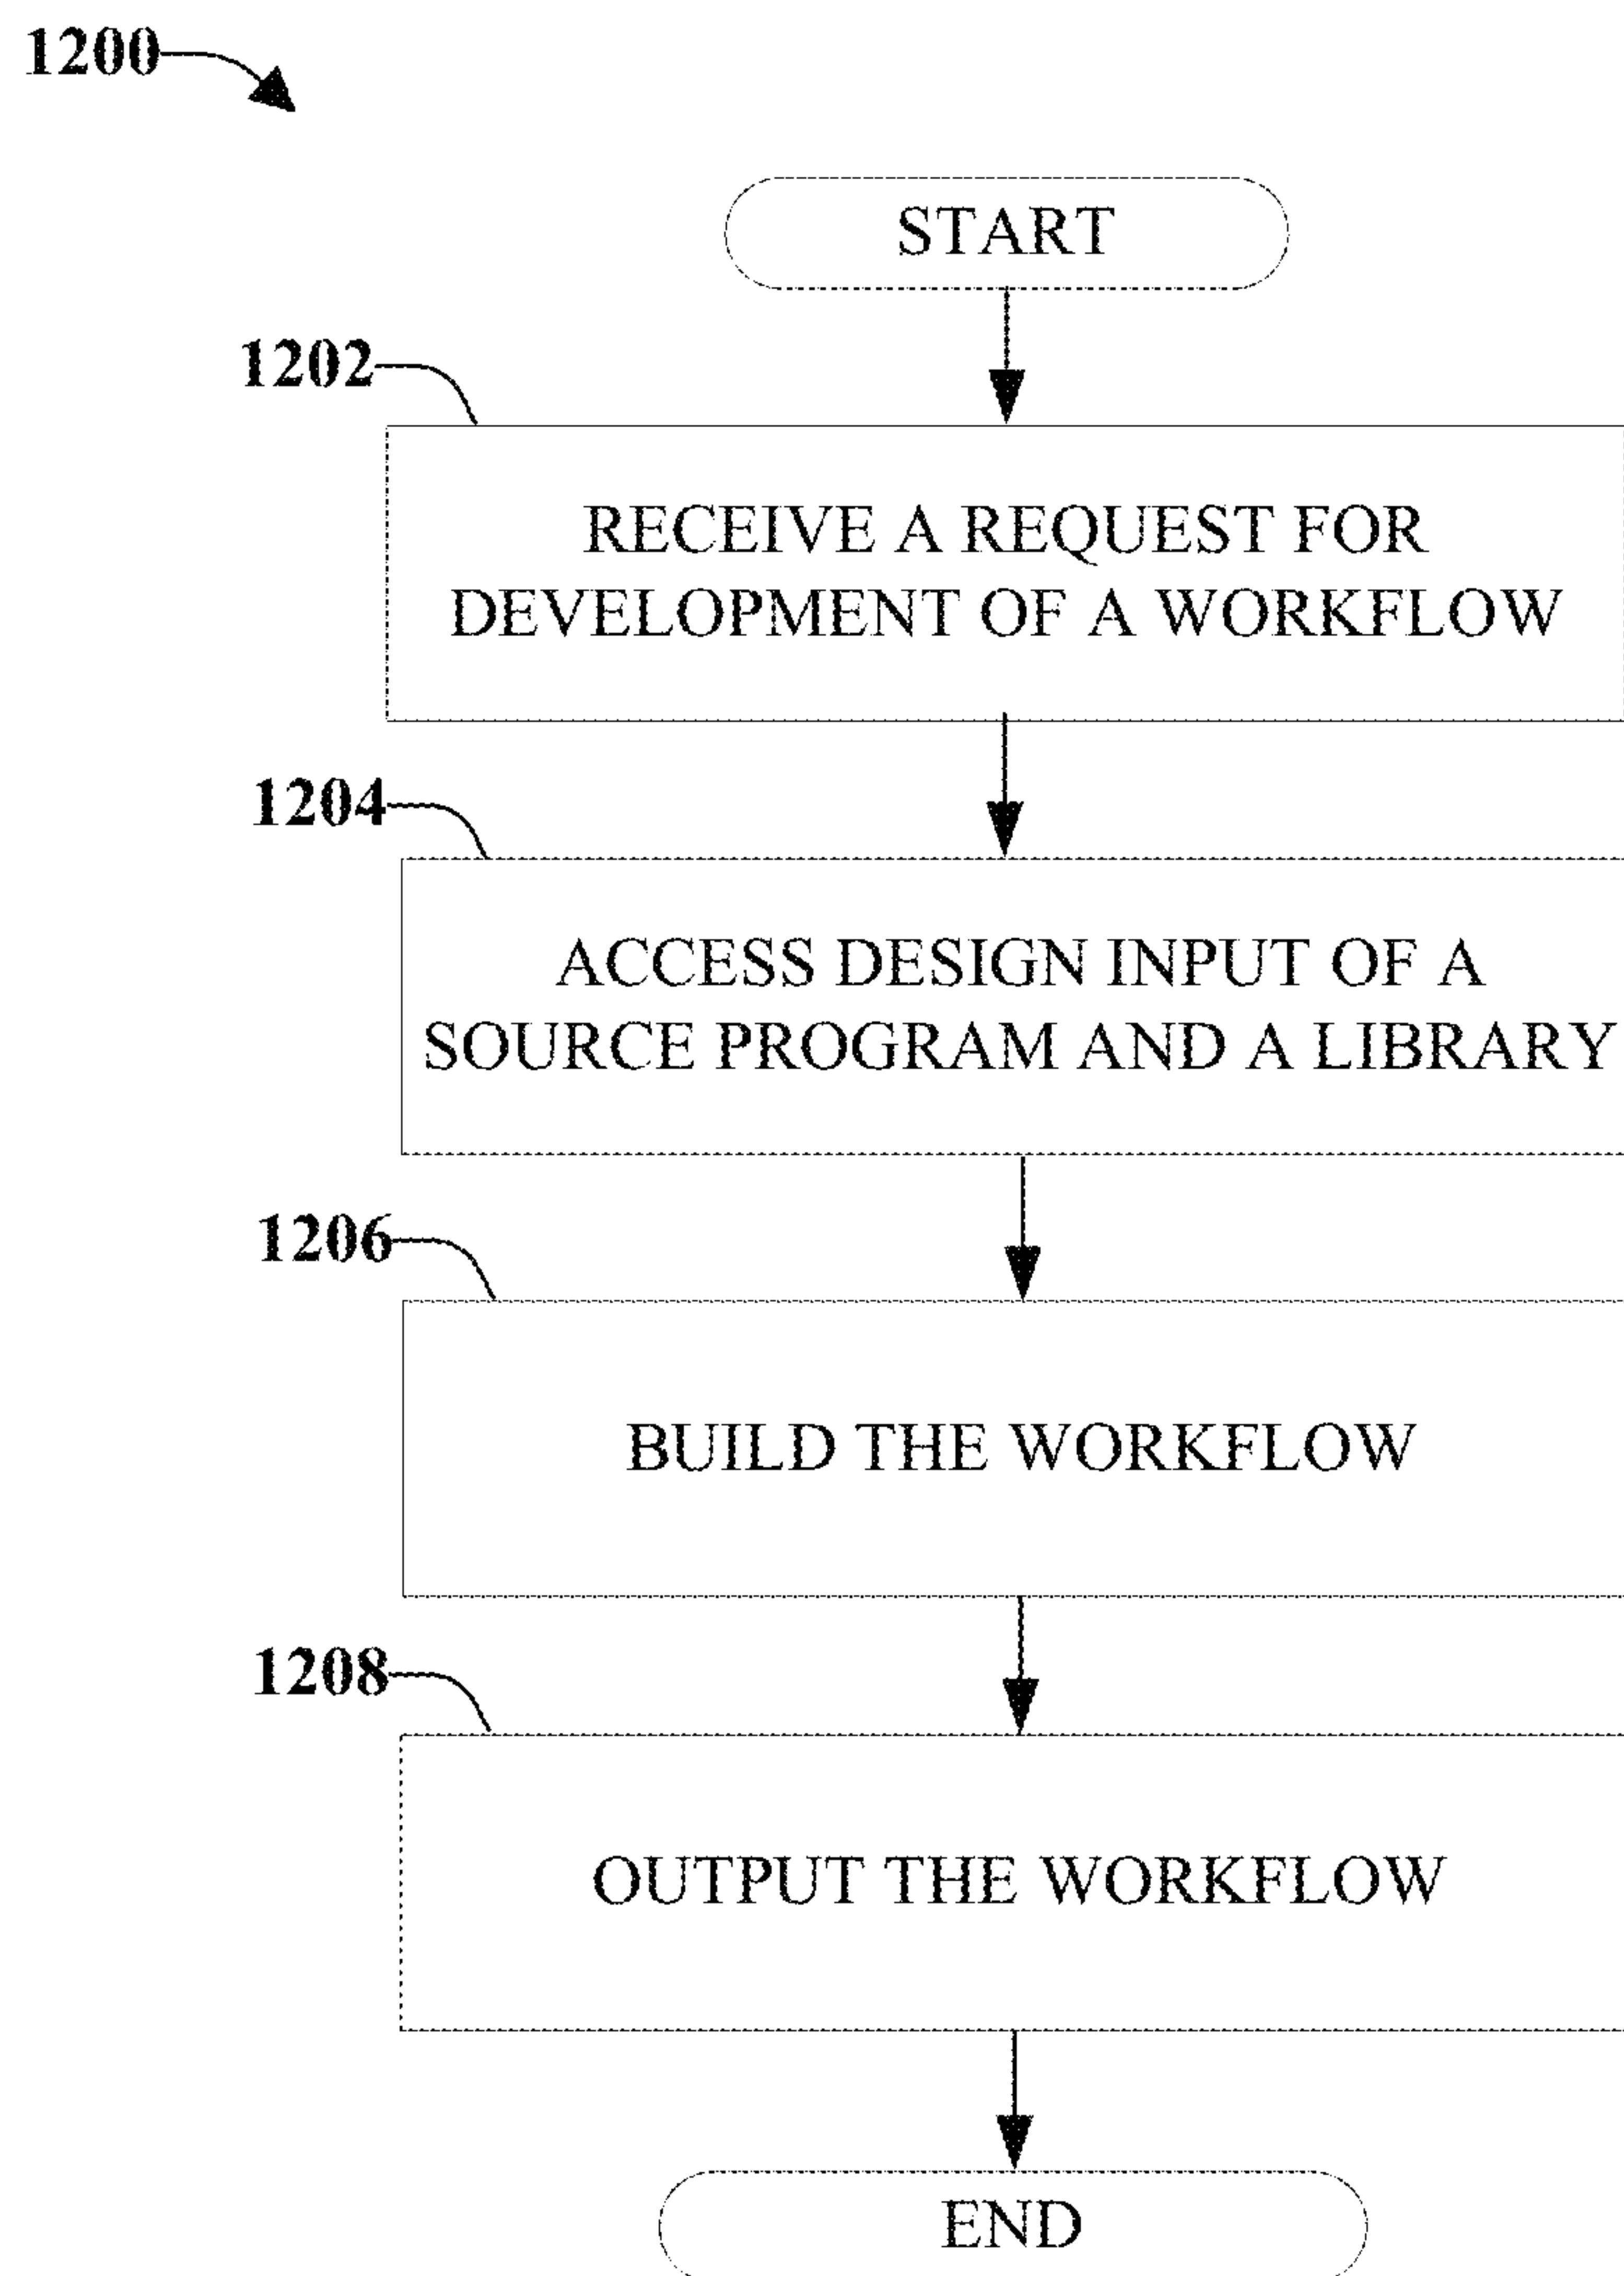 1200
START
1202
RECEIVE A REQUEST FOR
DEVELOPMENT OF A WORKFLOW
1204
ACCESS DESIGN INPUT OF A
SOURCE PROGRAM AND A LIBRARY
1206
BUILD THE WORKFLOW
1208
OUTPUT THE WORKFLOW
END